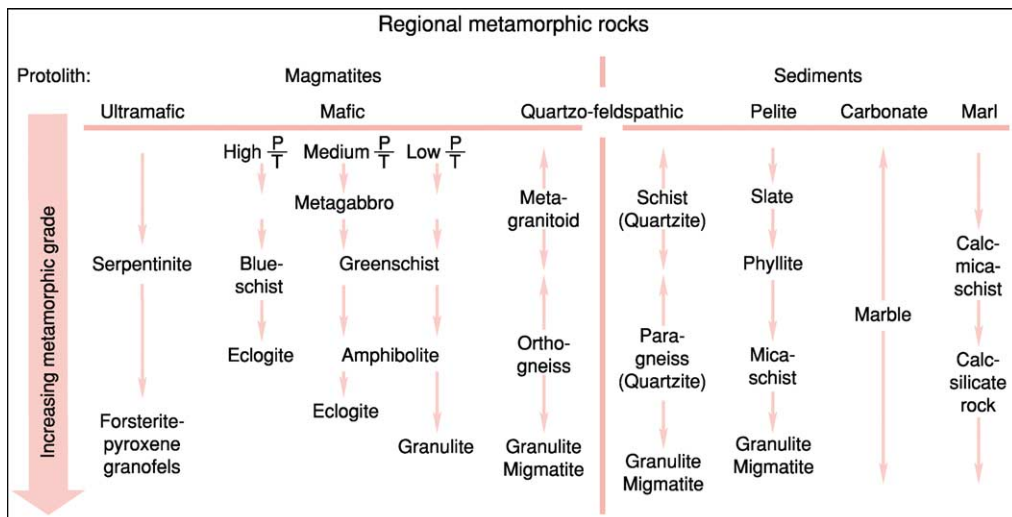 Regional metamorphic rocks
Protolith:
Magmatites
Sediments
Ultramafic
Mafic
Quartzo-feldspathic
Pelite
Carbonate
Marl
High P/T
Medium P/T
Low P/T
Increasing metamorphic grade
Metagabbro
Meta-
granitoid
Schist
(Quartzite)
Slate
Serpentinite
Blue-
schist
Greenschist
Phyllite
Calc-
mica-
schist
Marble
Eclogite
Amphibolite
Ortho-
gneiss
Para-
gneiss
(Quartzite)
Mica-
schist
Calc-
silicate
rock
Eclogite
Forsterite-
pyroxene
granofels
Granulite
Granulite
Migmatite
Granulite
Migmatite
Granulite
Migmatite